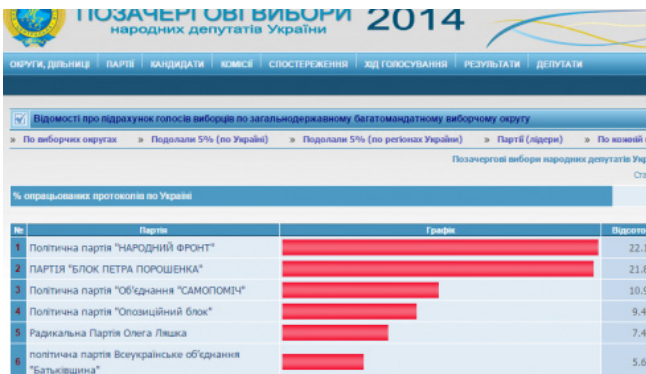 ПОЗАЧЕРГОВІ ВИБОРИ 2014
народних депутатів України
ОКРУГИ, ДІЛЬНИЦІ ПАРТІЇ КАНДИДАТИ КОМІСІЇ СПОСТЕРЕЖЕННЯ ХІД ГОЛОСУВАННЯ РЕЗУЛЬТАТИ ДЕПУТАТИ
Відомості про підрахунок голосів виборців по загальнодержавному багатомандатному виборчому округу
» По виборчих округах » Подолали 5% (по Україні) » Подолали 5% (по регіонах України) » Партії (лідери) » По кожній
Позачергові вибори народних депутатів Укр
Ста
% опрацьованих протоколів по Україні
№ Партія Графік Відсото
1 Політична партія "НАРОДНИЙ ФРОНТ" 22.1
2 ПАРТІЯ "БЛОК ПЕТРА ПОРОШЕНКА" 21.8
3 Політична партія "Об'єднання "САМОПОМІЧ" 10.9
4 Політична партія "Опозиційний блок" 9.4
5 Радикальна Партія Олега Ляшка 7.4
6 політична партія Всеукраїнське об'єднання "Батьківщина" 5.6